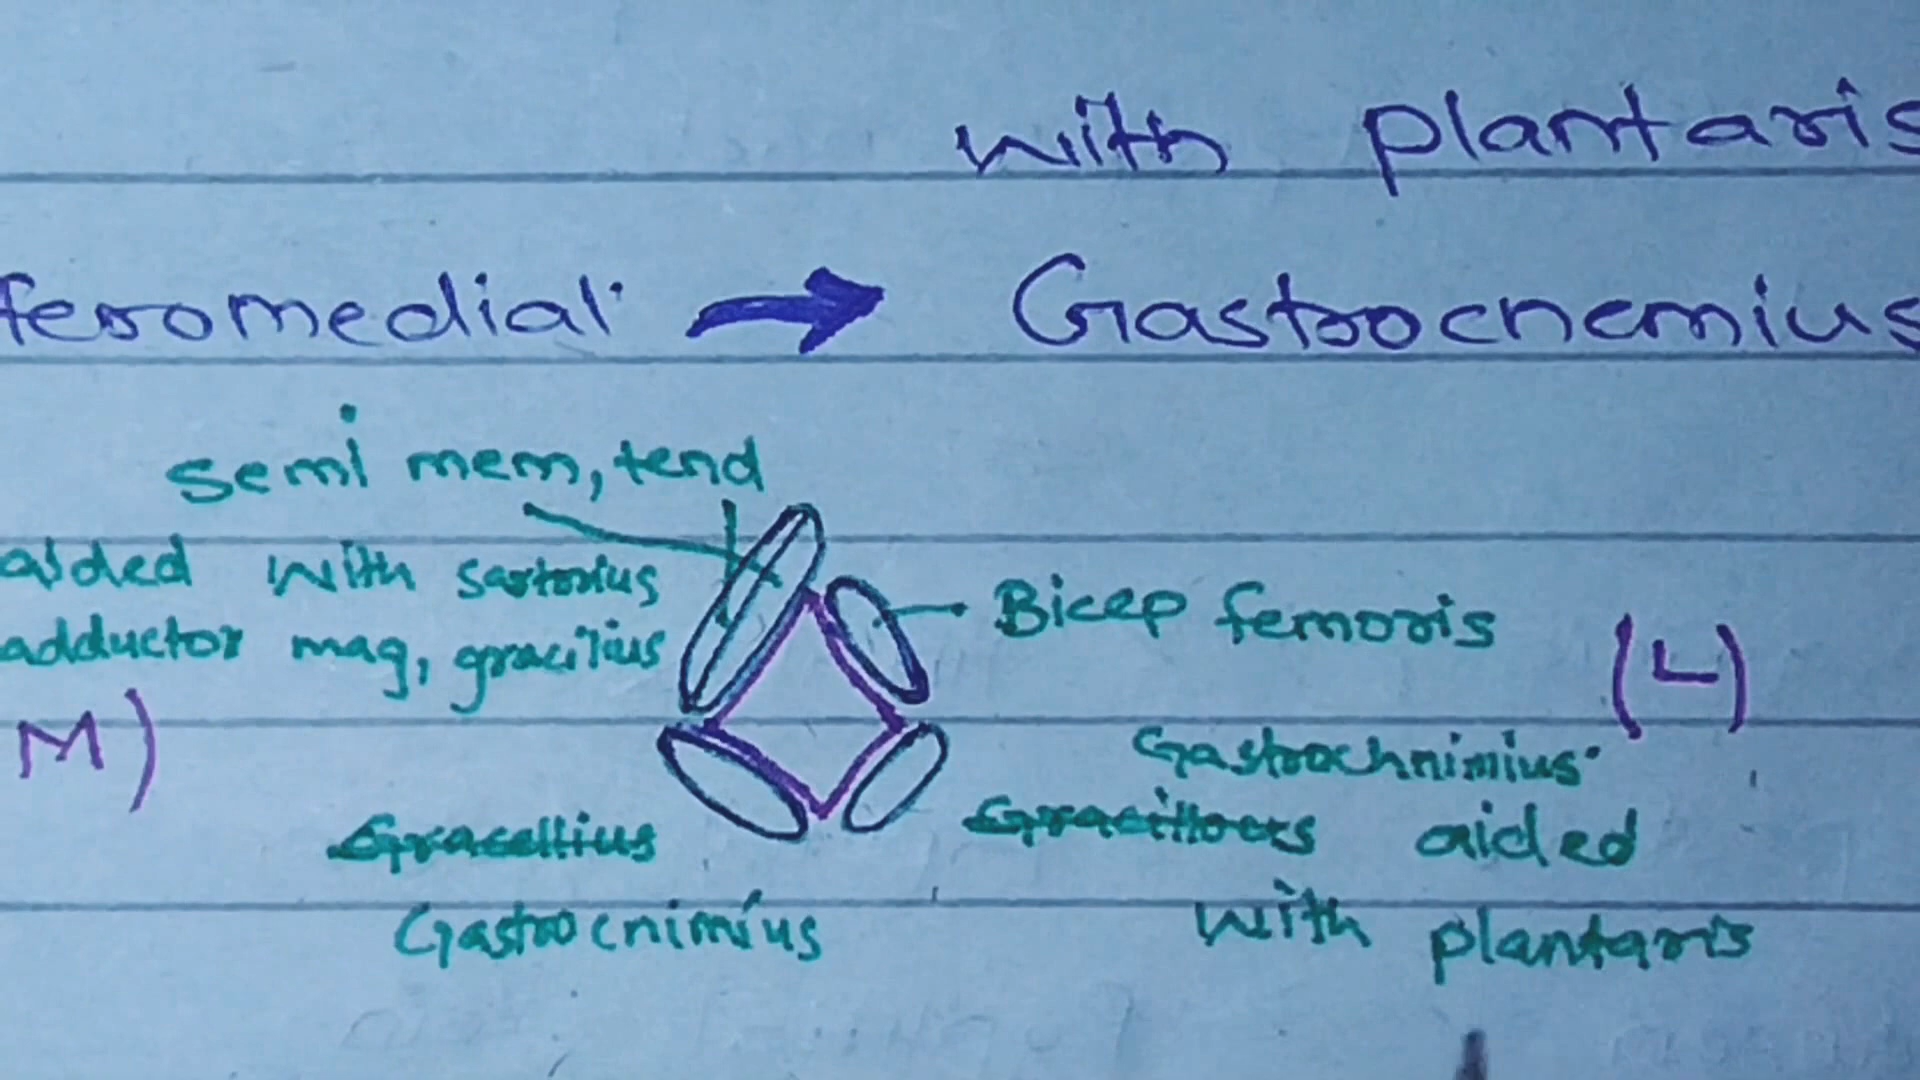 with plantaris
feromedial → Gastrocnemius
semi mem, tend
aided with sartorius
adductor mag, gracilius
Bicep femoris
(L)
M)
Gastrochnimius
aided
with plantaris
Gracellius
Gastrocnimius